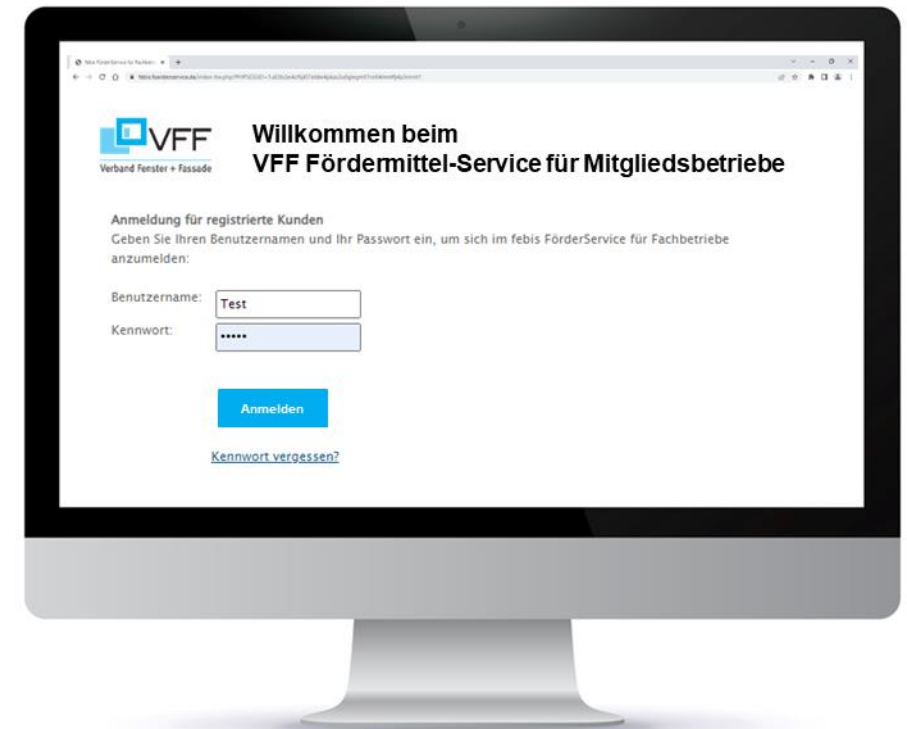 Willkommen beim
VFF Fördermittel-Service für Mitgliedsbetriebe
VFF
Verband Fenster + Fassade
Anmeldung für registrierte Kunden
Geben Sie Ihren Benutzernamen und Ihr Passwort ein, um sich im febis FörderService für Fachbetriebe
anzumelden:
Benutzername: Test
Kennwort: •••••
Anmelden
Kennwort vergessen?